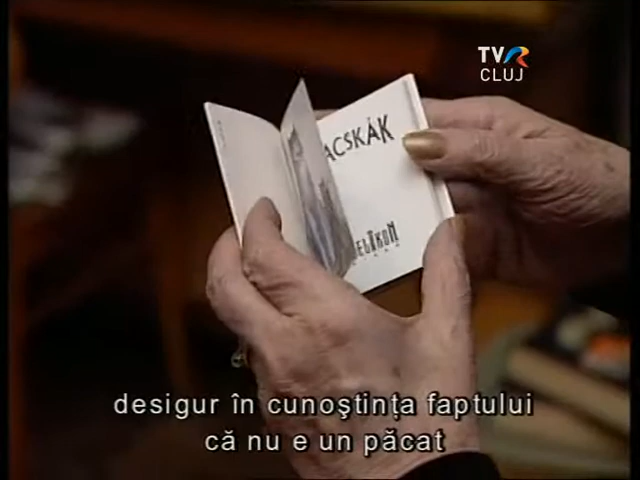 TVR
CLUJ
ACSKÁK
desigur în cunoştinţa faptului
că nu e un păcat